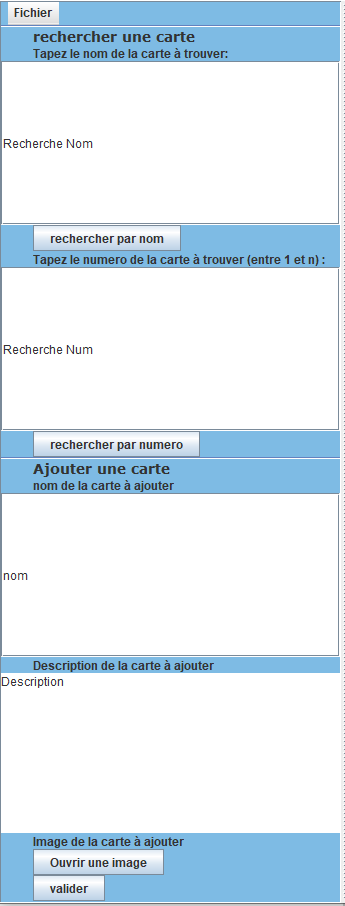 Fichier
rechercher une carte
Tapez le nom de la carte à trouver:
Recherche Nom
rechercher par nom
Tapez le numero de la carte à trouver (entre 1 et n) :
Recherche Num
rechercher par numero
Ajouter une carte
nom de la carte à ajouter
nom
Description de la carte à ajouter
Description
Image de la carte à ajouter
Ouvrir une image
valider